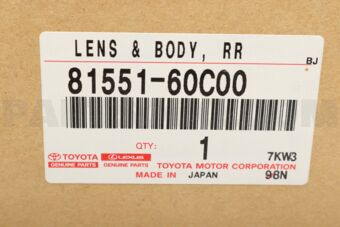 LENS & BODY, RR
BJ
81551-60C00
QTY: 1 7KW3
TOYOTA LEXUS TOYOTA MOTOR CORPORATION
GENUINE PARTS GENUINE PARTS
MADE IN JAPAN 98N